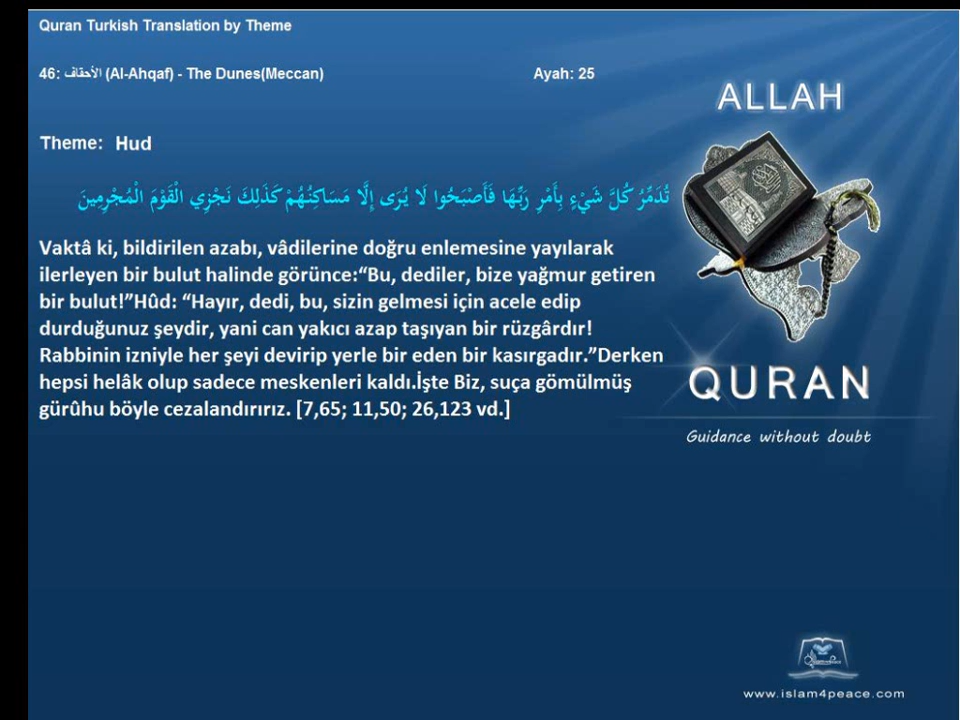 Quran Turkish Translation by Theme
46: الأحقاف (Al-Ahqaf) - The Dunes(Meccan) Ayah: 25
ALLAH
Theme: Hud
تُدَمِّرُ كُلَّ شَيْءٍ بِأَمْرِ رَبِّهَا فَأَصْبَحُوا لَا يُرَى إِلَّا مَسَاكِنُهُمْ كَذَلِكَ نَجْزِي الْقَوْمَ الْمُجْرِمِينَ
Vaktâ ki, bildirilen azabı, vâdilerine doğru enlemesine yayılarak
ilerleyen bir bulut halinde görünce:“Bu, dediler, bize yağmur getiren
bir bulut!”Hûd: “Hayır, dedi, bu, sizin gelmesi için acele edip
durduğunuz şeydir, yani can yakıcı azap taşıyan bir rüzgârdır!
Rabbinin izniyle her şeyi devirip yerle bir eden bir kasırgadır.”Derken
hepsi helâk olup sadece meskenleri kaldı.İşte Biz, suça gömülmüş
gürûhu böyle cezalandırırız. [7,65; 11,50; 26,123 vd.]
QURAN
Guidance without doubt
www.islam4peace.com